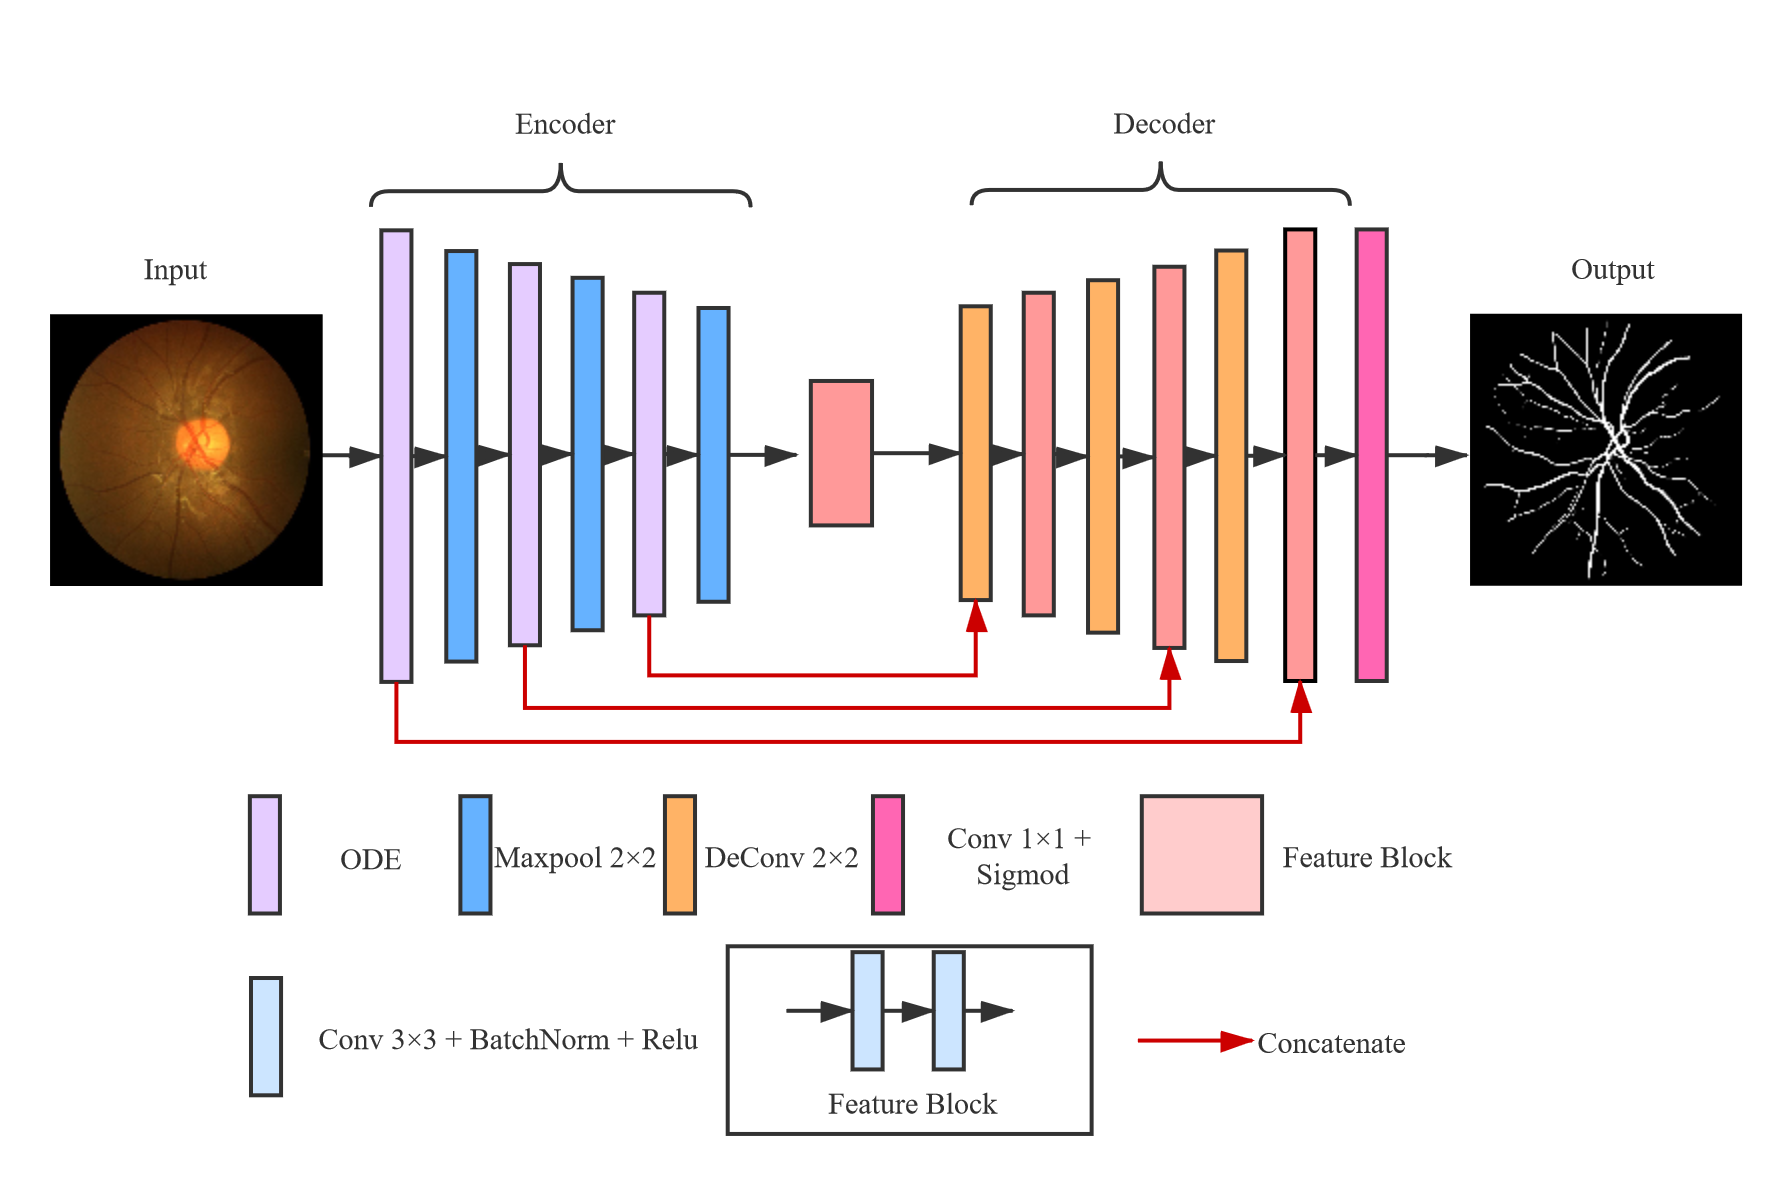 Encoder
Decoder
Input
Output
ODE
Maxpool 2×2
DeConv 2×2
Conv 1×1 +
Sigmod
Feature Block
Conv 3×3 + BatchNorm + Relu
Feature Block
Concatenate